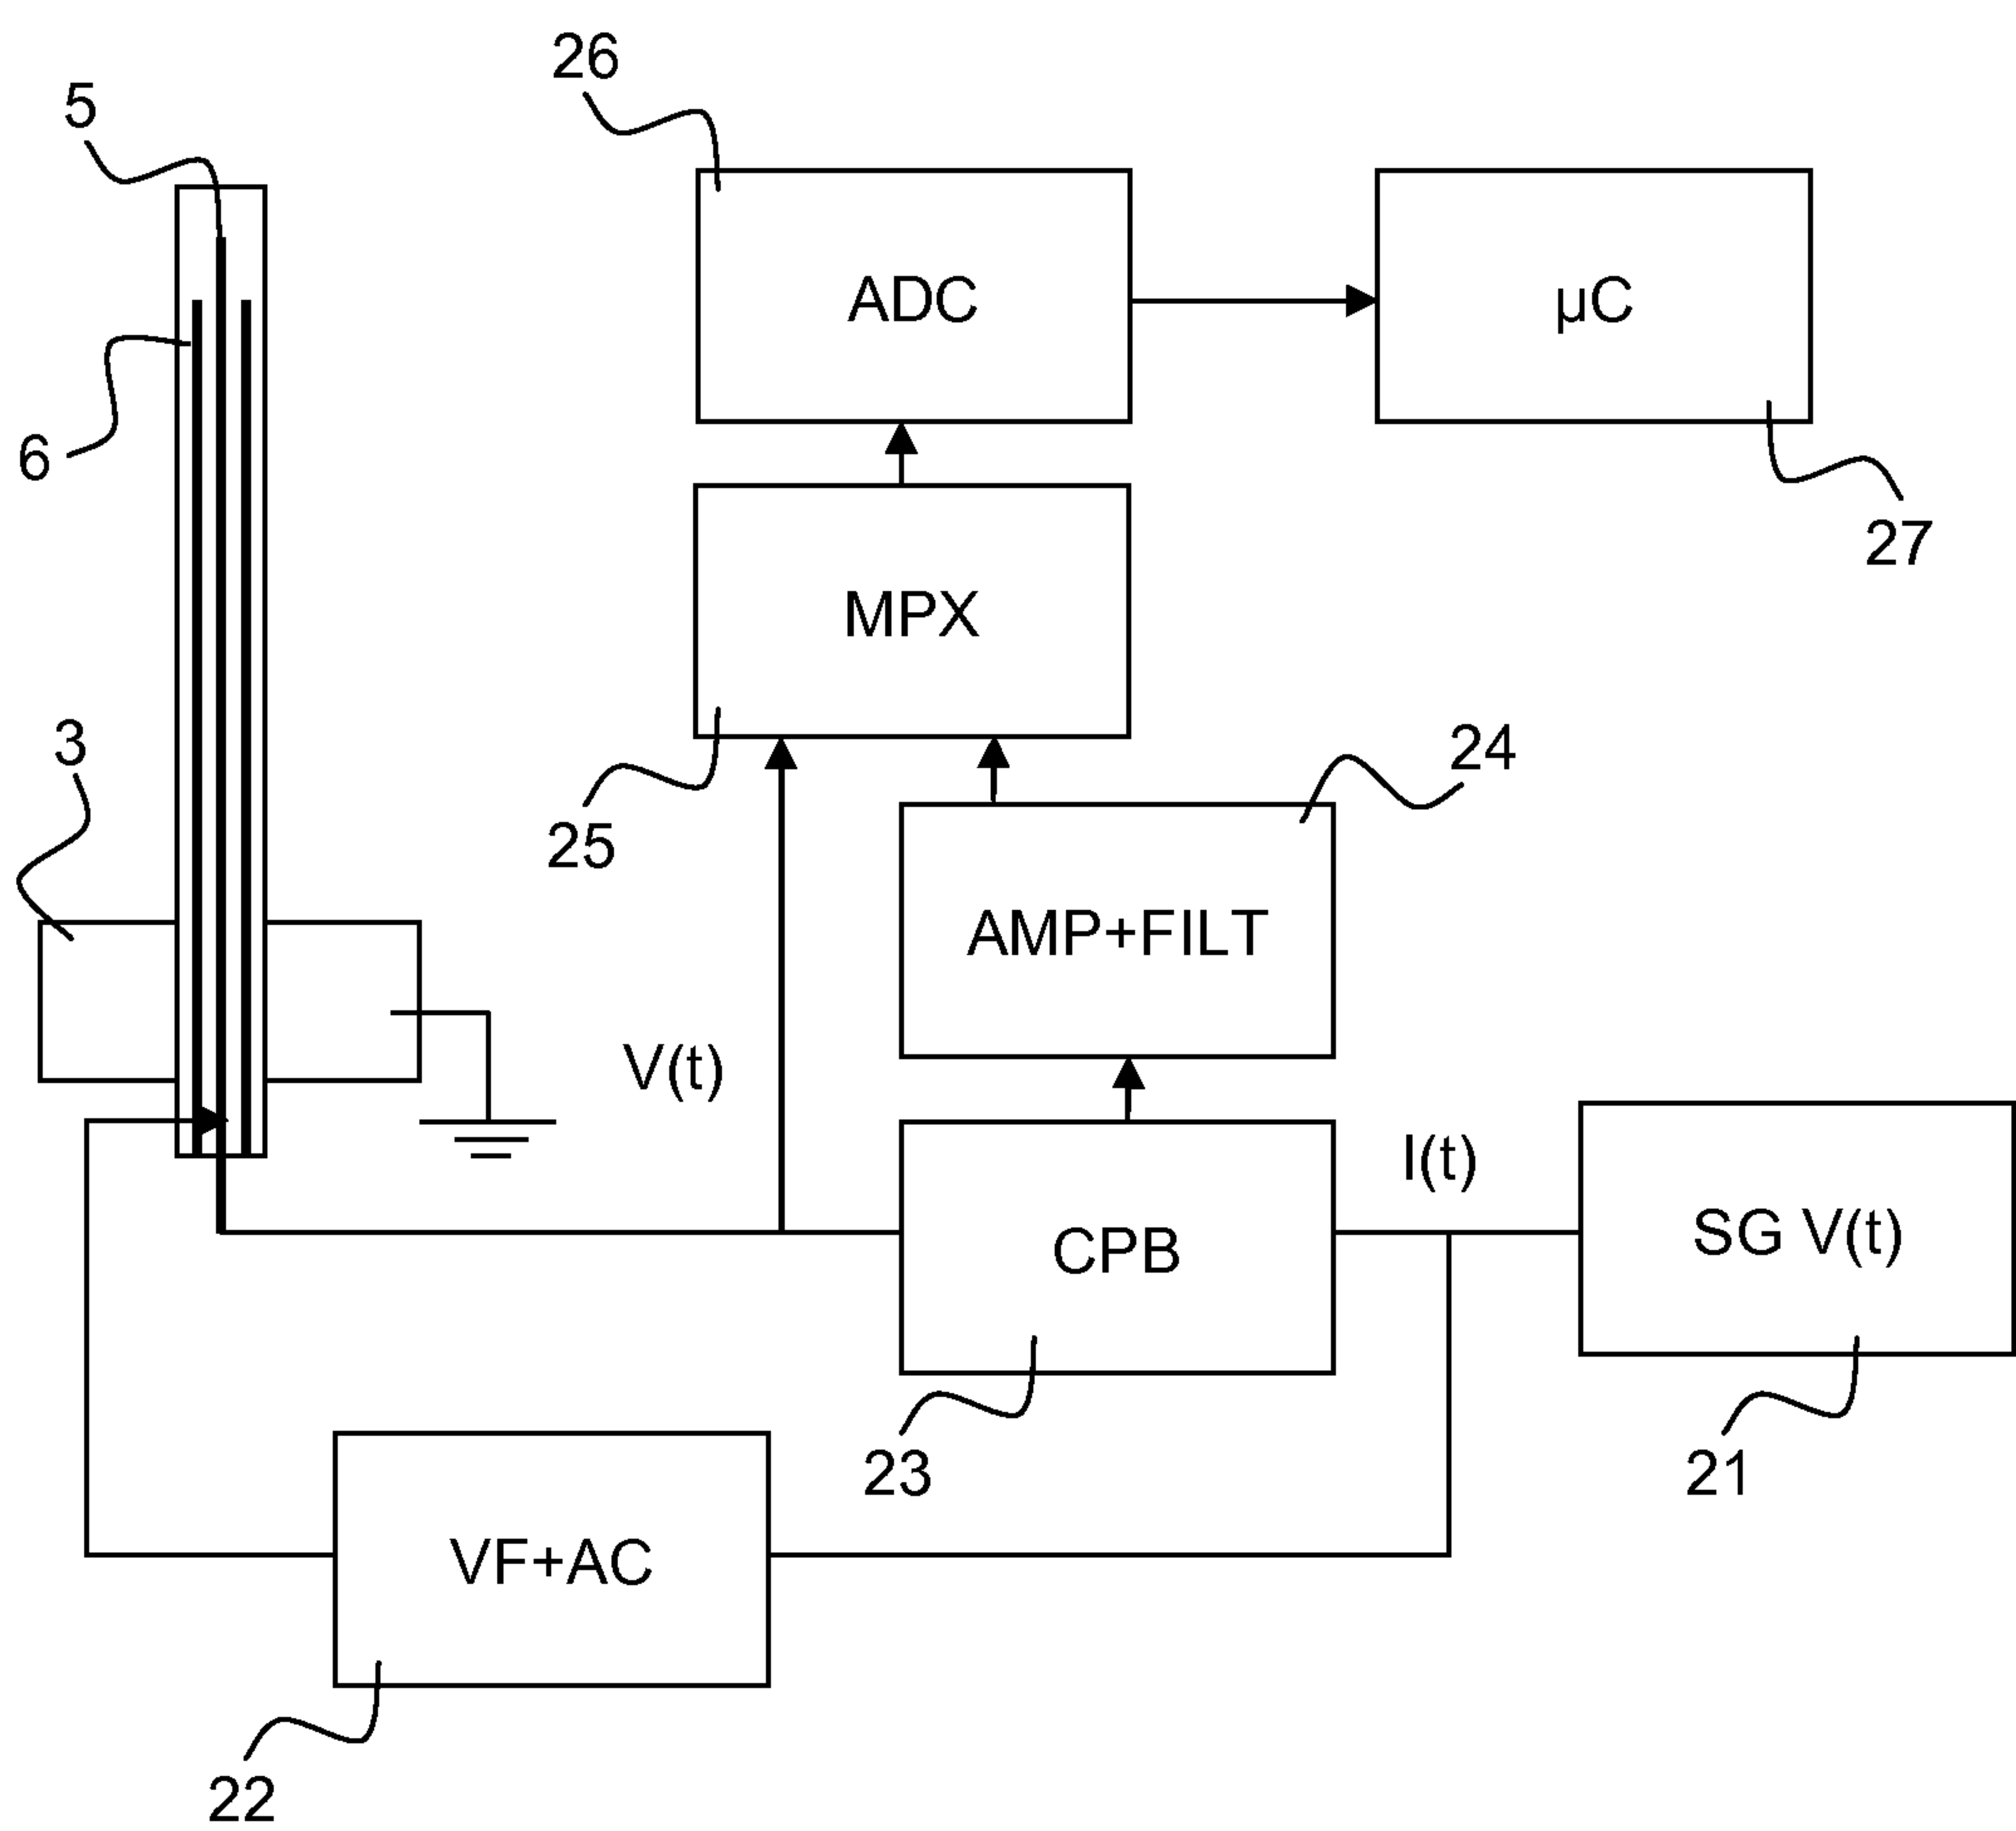 26
5
ADC
µC
6
27
MPX
3
24
25
AMP+FILT
V(t)
I(t)
CPB
SG V(t)
23
21
VF+AC
22